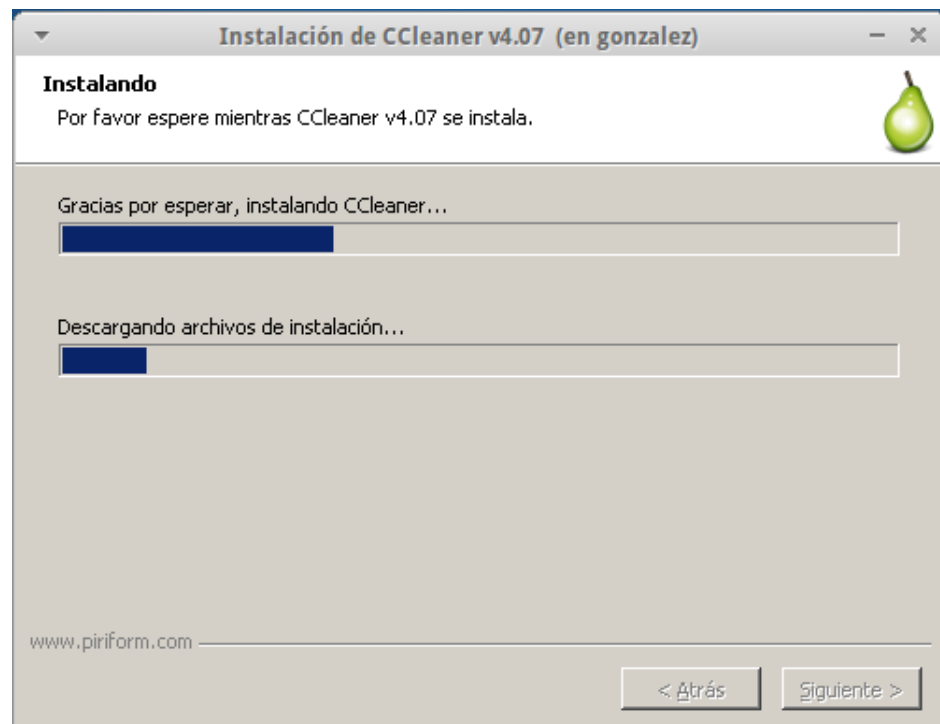 Instalación de CCleaner v4.07 (en gonzalez)
Instalando
Por favor espere mientras CCleaner v4.07 se instala.
Gracias por esperar, instalando CCleaner...
Descargando archivos de instalación...
www.piriform.com
< Atrás
Siguiente >